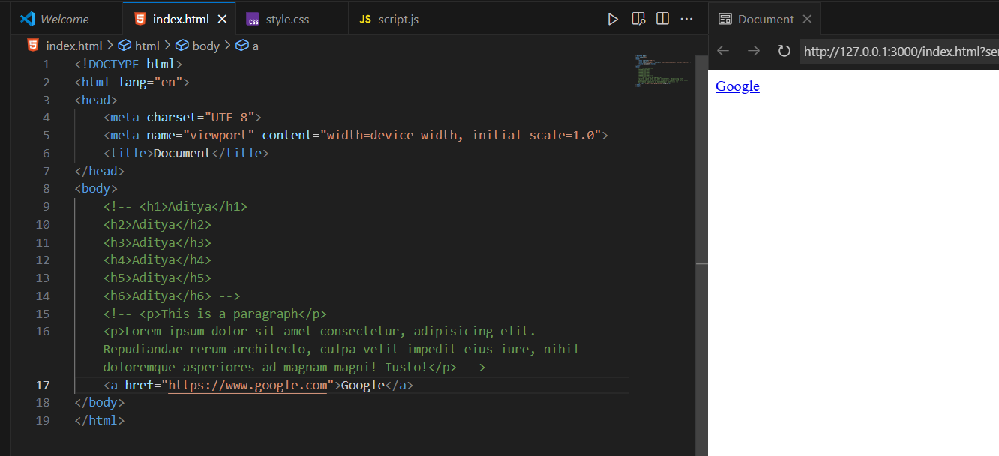 Welcome
index.html
style.css
JS script.js
Document
index.html > html > body > a
http://127.0.0.1:3000/index.html?se
1 <!DOCTYPE html>
2 <html lang="en">
3 <head>
4 <meta charset="UTF-8">
5 <meta name="viewport" content="width=device-width, initial-scale=1.0">
6 <title>Document</title>
7 </head>
8 <body>
9 <!-- <h1>Aditya</h1>
10 <h2>Aditya</h2>
11 <h3>Aditya</h3>
12 <h4>Aditya</h4>
13 <h5>Aditya</h5>
14 <h6>Aditya</h6> -->
15 <!-- <p>This is a paragraph</p>
16 <p>Lorem ipsum dolor sit amet consectetur, adipisicing elit.
Repudiandae rerum architecto, culpa velit impedit eius iure, nihil
doloremque asperiores ad magnam magni! Iusto!</p> -->
17 <a href="https://www.google.com">Google</a>
18 </body>
19 </html>
Google